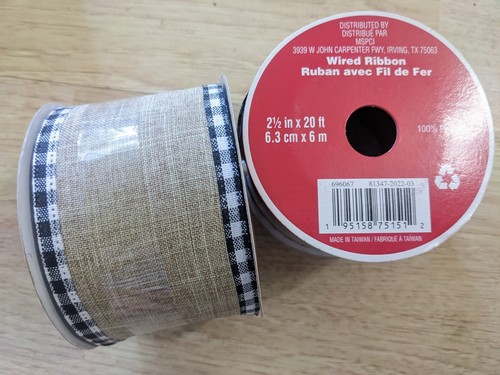 DISTRIBUTED BY
DISTRIBUÉ PAR
MSPCI
3939 W JOHN CARPENTER FWY, IRVING, TX 75063
Wired Ribbon
Ruban avec Fil de Fer
2½ in x 20 ft
6.3 cm x 6 m
100%
696067 81347-2022-03
1 95158 75151 2
MADE IN TAIWAN / FABRIQUÉ À TAIWAN